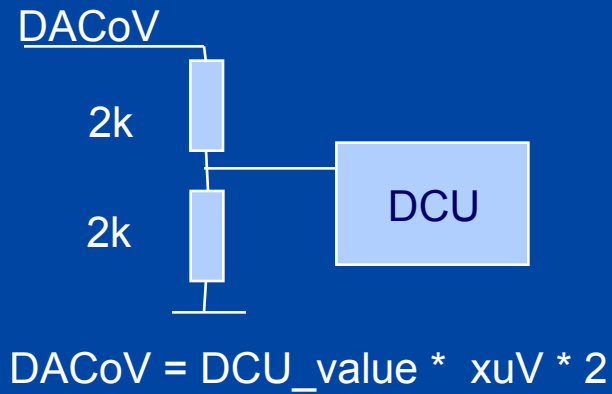 DACoV
2k
DCU
2k
DACoV = DCU_value * xuV * 2